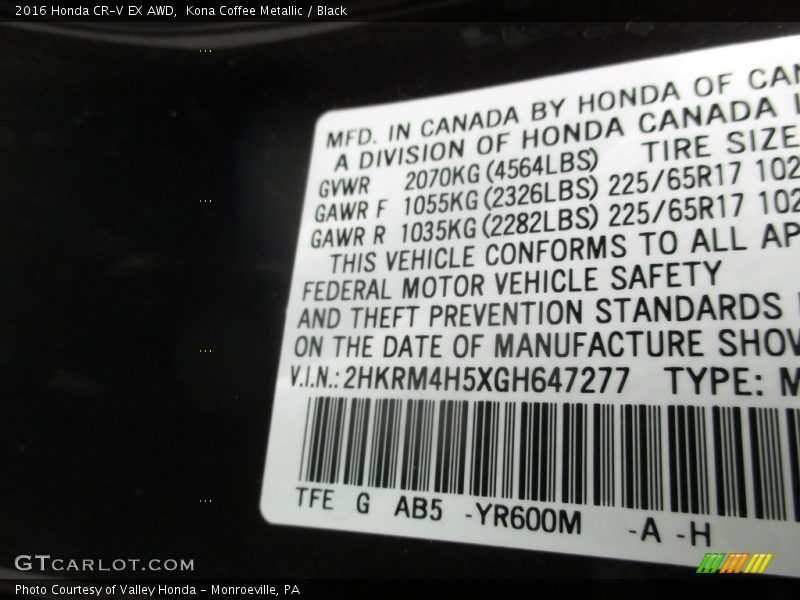 2016 Honda CR-V EX AWD,  Kona Coffee Metallic / Black
MFD. IN CANADA BY HONDA OF
A DIVISION OF HONDA CANADA
GVWR 2070KG (4564LBS) TIRE SIZE
GAWR F 1055KG (2326LBS) 225/65R17 102
GAWR R 1035KG (2282LBS) 225/65R17 102
THIS VEHICLE CONFORMS TO ALL
FEDERAL MOTOR VEHICLE SAFETY
AND THEFT PREVENTION STANDARDS
ON THE DATE OF MANUFACTURE
V.I.N.: 2HKRM4H5XGH647277 TYPE:
TFE G AB5 -YR600M -A -H
GTCARLOT.COM
Photo Courtesy of Valley Honda - Monroeville, PA